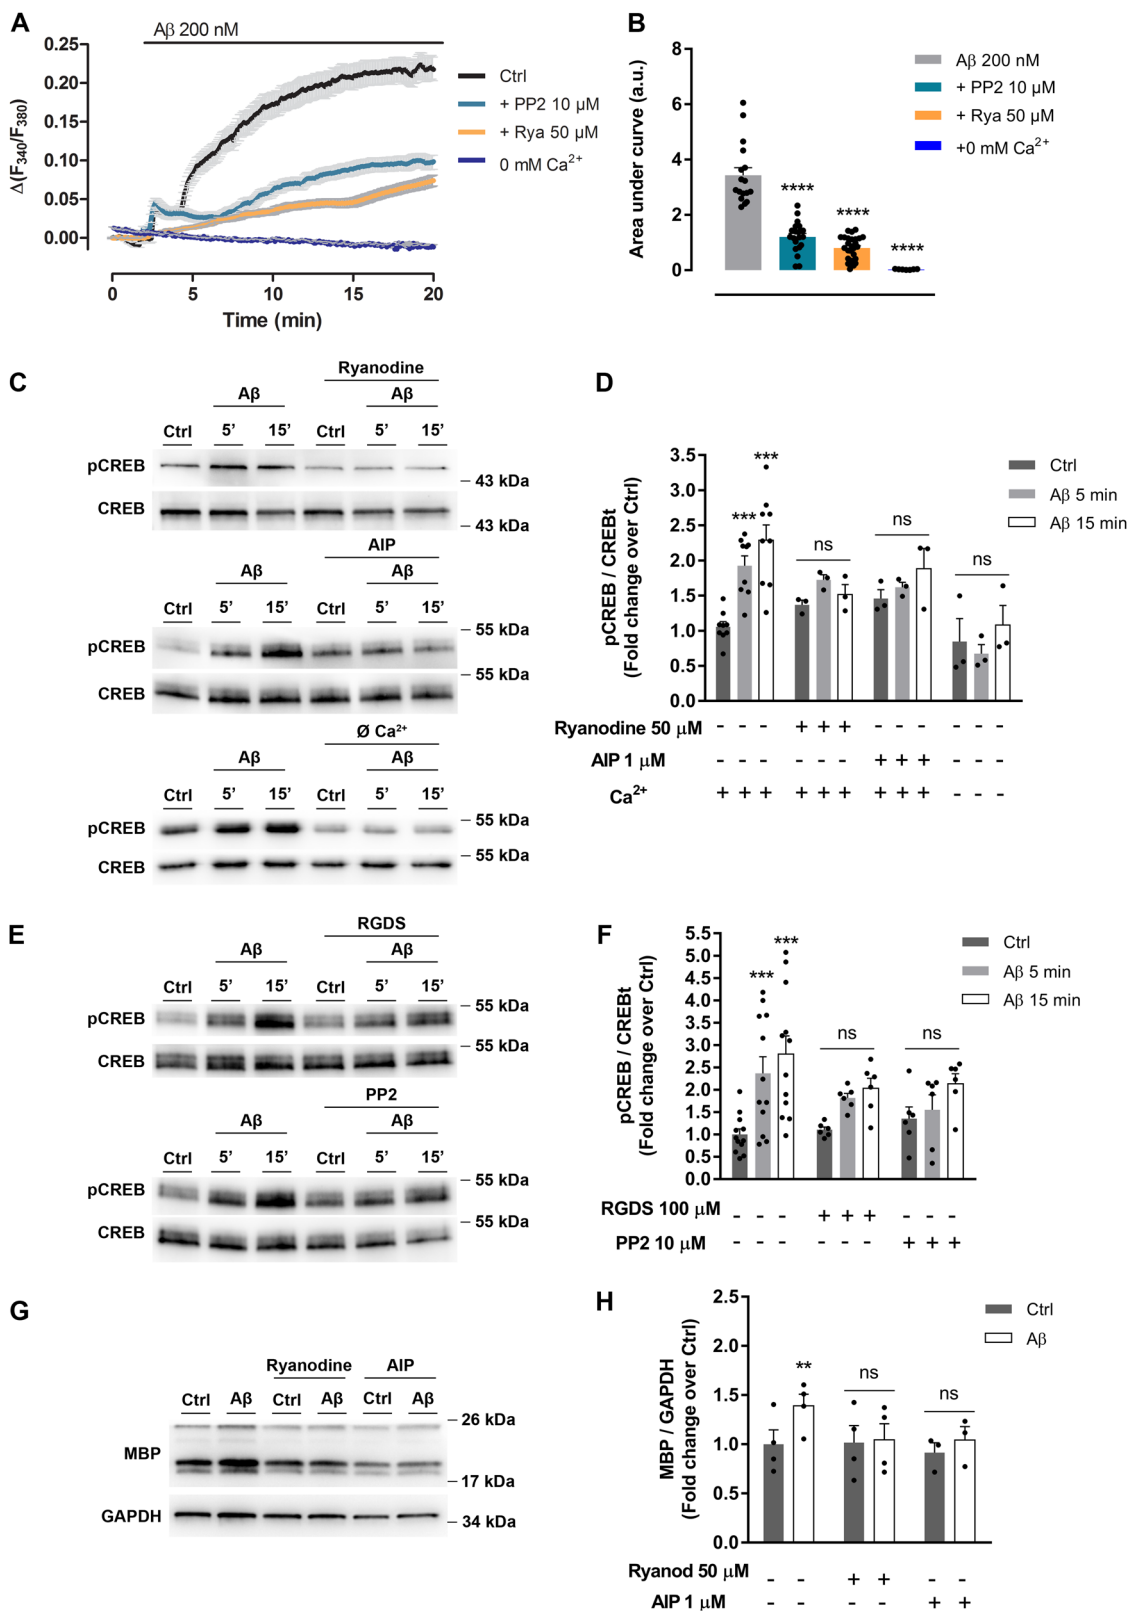 A
Aβ 200 nM
0.25
0.20
0.15
0.10
0.05
0.00
Δ(F340/F380)
0 5 10 15 20
Time (min)
Ctrl
+ PP2 10 µM
+ Rya 50 µM
0 mM Ca²⁺
B
8
6
4
2
0
Area under curve (a.u.)
**** **** ****
Aβ 200 nM
+ PP2 10 µM
+ Rya 50 µM
+0 mM Ca²⁺
C
Ryanodine
Aβ Aβ
Ctrl 5’ 15’ Ctrl 5’ 15’
pCREB
– 43 kDa
CREB
– 43 kDa
AIP
Aβ Aβ
Ctrl 5’ 15’ Ctrl 5’ 15’
– 55 kDa
pCREB
– 55 kDa
CREB
Ø Ca²⁺
Aβ Aβ
Ctrl 5’ 15’ Ctrl 5’ 15’
– 55 kDa
pCREB
– 55 kDa
CREB
D
3.5
3.0
2.5
2.0
1.5
1.0
0.5
0.0
pCREB / CREBt
(Fold change over Ctrl)
*** *** ns ns ns
Ctrl
Aβ 5 min
Aβ 15 min
Ryanodine 50 µM - - - + + + - - - - - -
AIP 1 µM - - - - - - + + + - - -
Ca²⁺ + + + + + + + + + - - -
E
RGDS
Aβ Aβ
Ctrl 5’ 15’ Ctrl 5’ 15’
– 55 kDa
pCREB
– 55 kDa
CREB
PP2
Aβ Aβ
Ctrl 5’ 15’ Ctrl 5’ 15’
– 55 kDa
pCREB
– 55 kDa
CREB
F
5.5
5.0
4.5
4.0
3.5
3.0
2.5
2.0
1.5
1.0
0.5
0.0
pCREB / CREBt
(Fold change over Ctrl)
*** *** ns ns
Ctrl
Aβ 5 min
Aβ 15 min
RGDS 100 µM - - - + + + - - -
PP2 10 µM - - - - - - + + +
G
Ryanodine AIP
Ctrl Aβ Ctrl Aβ Ctrl Aβ
– 26 kDa
MBP
– 17 kDa
GAPDH
– 34 kDa
H
2.5
2.0
1.5
1.0
0.5
0.0
MBP / GAPDH
(Fold change over Ctrl)
** ns ns
Ctrl
Aβ
Ryanod 50 µM - - + + - -
AIP 1 µM - - - - + +